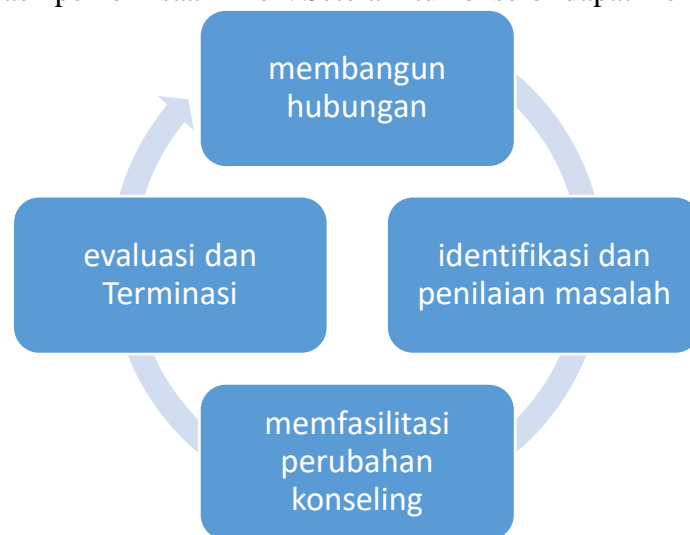 membangun
hubungan
identifikasi dan
penilaian masalah
memfasilitasi
perubahan
konseling
evaluasi dan
Terminasi